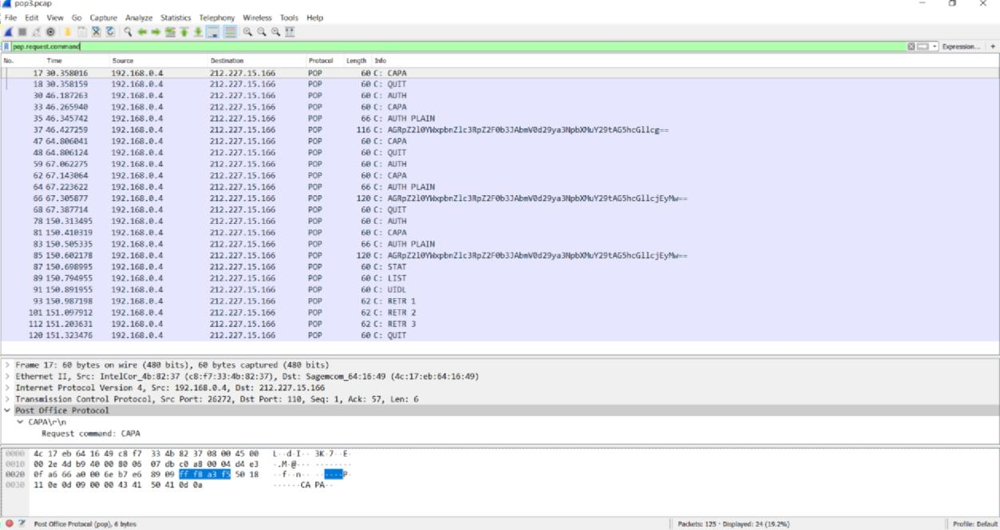 pop3.pcap
File Edit View Go Capture Analyze Statistics Telephony Wireless Tools Help
pop.request.command
Expression... +
No. Time Source Destination Protocol Length Info
17 30.358016 192.168.0.4 212.227.15.166 POP 60 C: CAPA
18 30.358159 192.168.0.4 212.227.15.166 POP 60 C: QUIT
30 46.187263 192.168.0.4 212.227.15.166 POP 60 C: AUTH
33 46.265940 192.168.0.4 212.227.15.166 POP 60 C: CAPA
35 46.345742 192.168.0.4 212.227.15.166 POP 66 C: AUTH PLAIN
37 46.427259 192.168.0.4 212.227.15.166 POP 116 C: AGRpZ2l0YWxpbnZlc3RpZ2F0b3JAbmV0d29ya3NpbXMuY29tAG5hcGllcg==
47 64.806041 192.168.0.4 212.227.15.166 POP 60 C: CAPA
48 64.806124 192.168.0.4 212.227.15.166 POP 60 C: QUIT
59 67.062275 192.168.0.4 212.227.15.166 POP 60 C: AUTH
62 67.143064 192.168.0.4 212.227.15.166 POP 60 C: CAPA
64 67.223622 192.168.0.4 212.227.15.166 POP 66 C: AUTH PLAIN
66 67.305877 192.168.0.4 212.227.15.166 POP 120 C: AGRpZ2l0YWxpbnZlc3RpZ2F0b3JAbmV0d29ya3NpbXMuY29tAG5hcGllcjEyMw==
68 67.387714 192.168.0.4 212.227.15.166 POP 60 C: QUIT
78 150.313495 192.168.0.4 212.227.15.166 POP 60 C: AUTH
81 150.410319 192.168.0.4 212.227.15.166 POP 60 C: CAPA
83 150.505335 192.168.0.4 212.227.15.166 POP 66 C: AUTH PLAIN
85 150.602178 192.168.0.4 212.227.15.166 POP 120 C: AGRpZ2l0YWxpbnZlc3RpZ2F0b3JAbmV0d29ya3NpbXMuY29tAG5hcGllcjEyMw==
87 150.698995 192.168.0.4 212.227.15.166 POP 60 C: STAT
89 150.794955 192.168.0.4 212.227.15.166 POP 60 C: LIST
91 150.891955 192.168.0.4 212.227.15.166 POP 60 C: UIDL
93 150.987198 192.168.0.4 212.227.15.166 POP 62 C: RETR 1
101 151.097912 192.168.0.4 212.227.15.166 POP 62 C: RETR 2
112 151.203631 192.168.0.4 212.227.15.166 POP 62 C: RETR 3
120 151.323476 192.168.0.4 212.227.15.166 POP 60 C: QUIT
Frame 17: 60 bytes on wire (480 bits), 60 bytes captured (480 bits)
Ethernet II, Src: IntelCor_4b:82:37 (c8:f7:33:4b:82:37), Dst: Sagemcom_64:16:49 (4c:17:eb:64:16:49)
Internet Protocol Version 4, Src: 192.168.0.4, Dst: 212.227.15.166
Transmission Control Protocol, Src Port: 26272, Dst Port: 110, Seq: 1, Ack: 57, Len: 6
Post Office Protocol
CAPA\r\n
Request command: CAPA
0000 4c 17 eb 64 16 49 c8 f7 33 4b 82 37 08 00 45 00 L··d·I·· 3K·7··E·
0010 00 2e 4d b9 40 00 80 06 07 db c0 a8 00 04 d4 e3 ·.M·@··· ········
0020 0f a6 66 a0 00 6e b7 e6 89 09 ff f8 a3 f5 50 18 ··f··n·· ······P·
0030 11 0e 0d 09 00 00 43 41 50 41 0d 0a ······CA PA··
Post Office Protocol (pop), 6 bytes
Packets: 125 · Displayed: 24 (19.2%)
Profile: Default